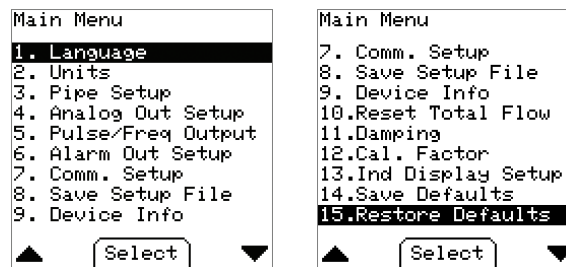 Main Menu
1. Language
2. Units
3. Pipe Setup
4. Analog Out Setup
5. Pulse/Freq Output
6. Alarm Out Setup
7. Comm. Setup
8. Save Setup File
9. Device Info
Select
Main Menu
7. Comm. Setup
8. Save Setup File
9. Device Info
10.Reset Total Flow
11.Damping
12.Cal. Factor
13.Ind Display Setup
14.Save Defaults
15.Restore Defaults
Select